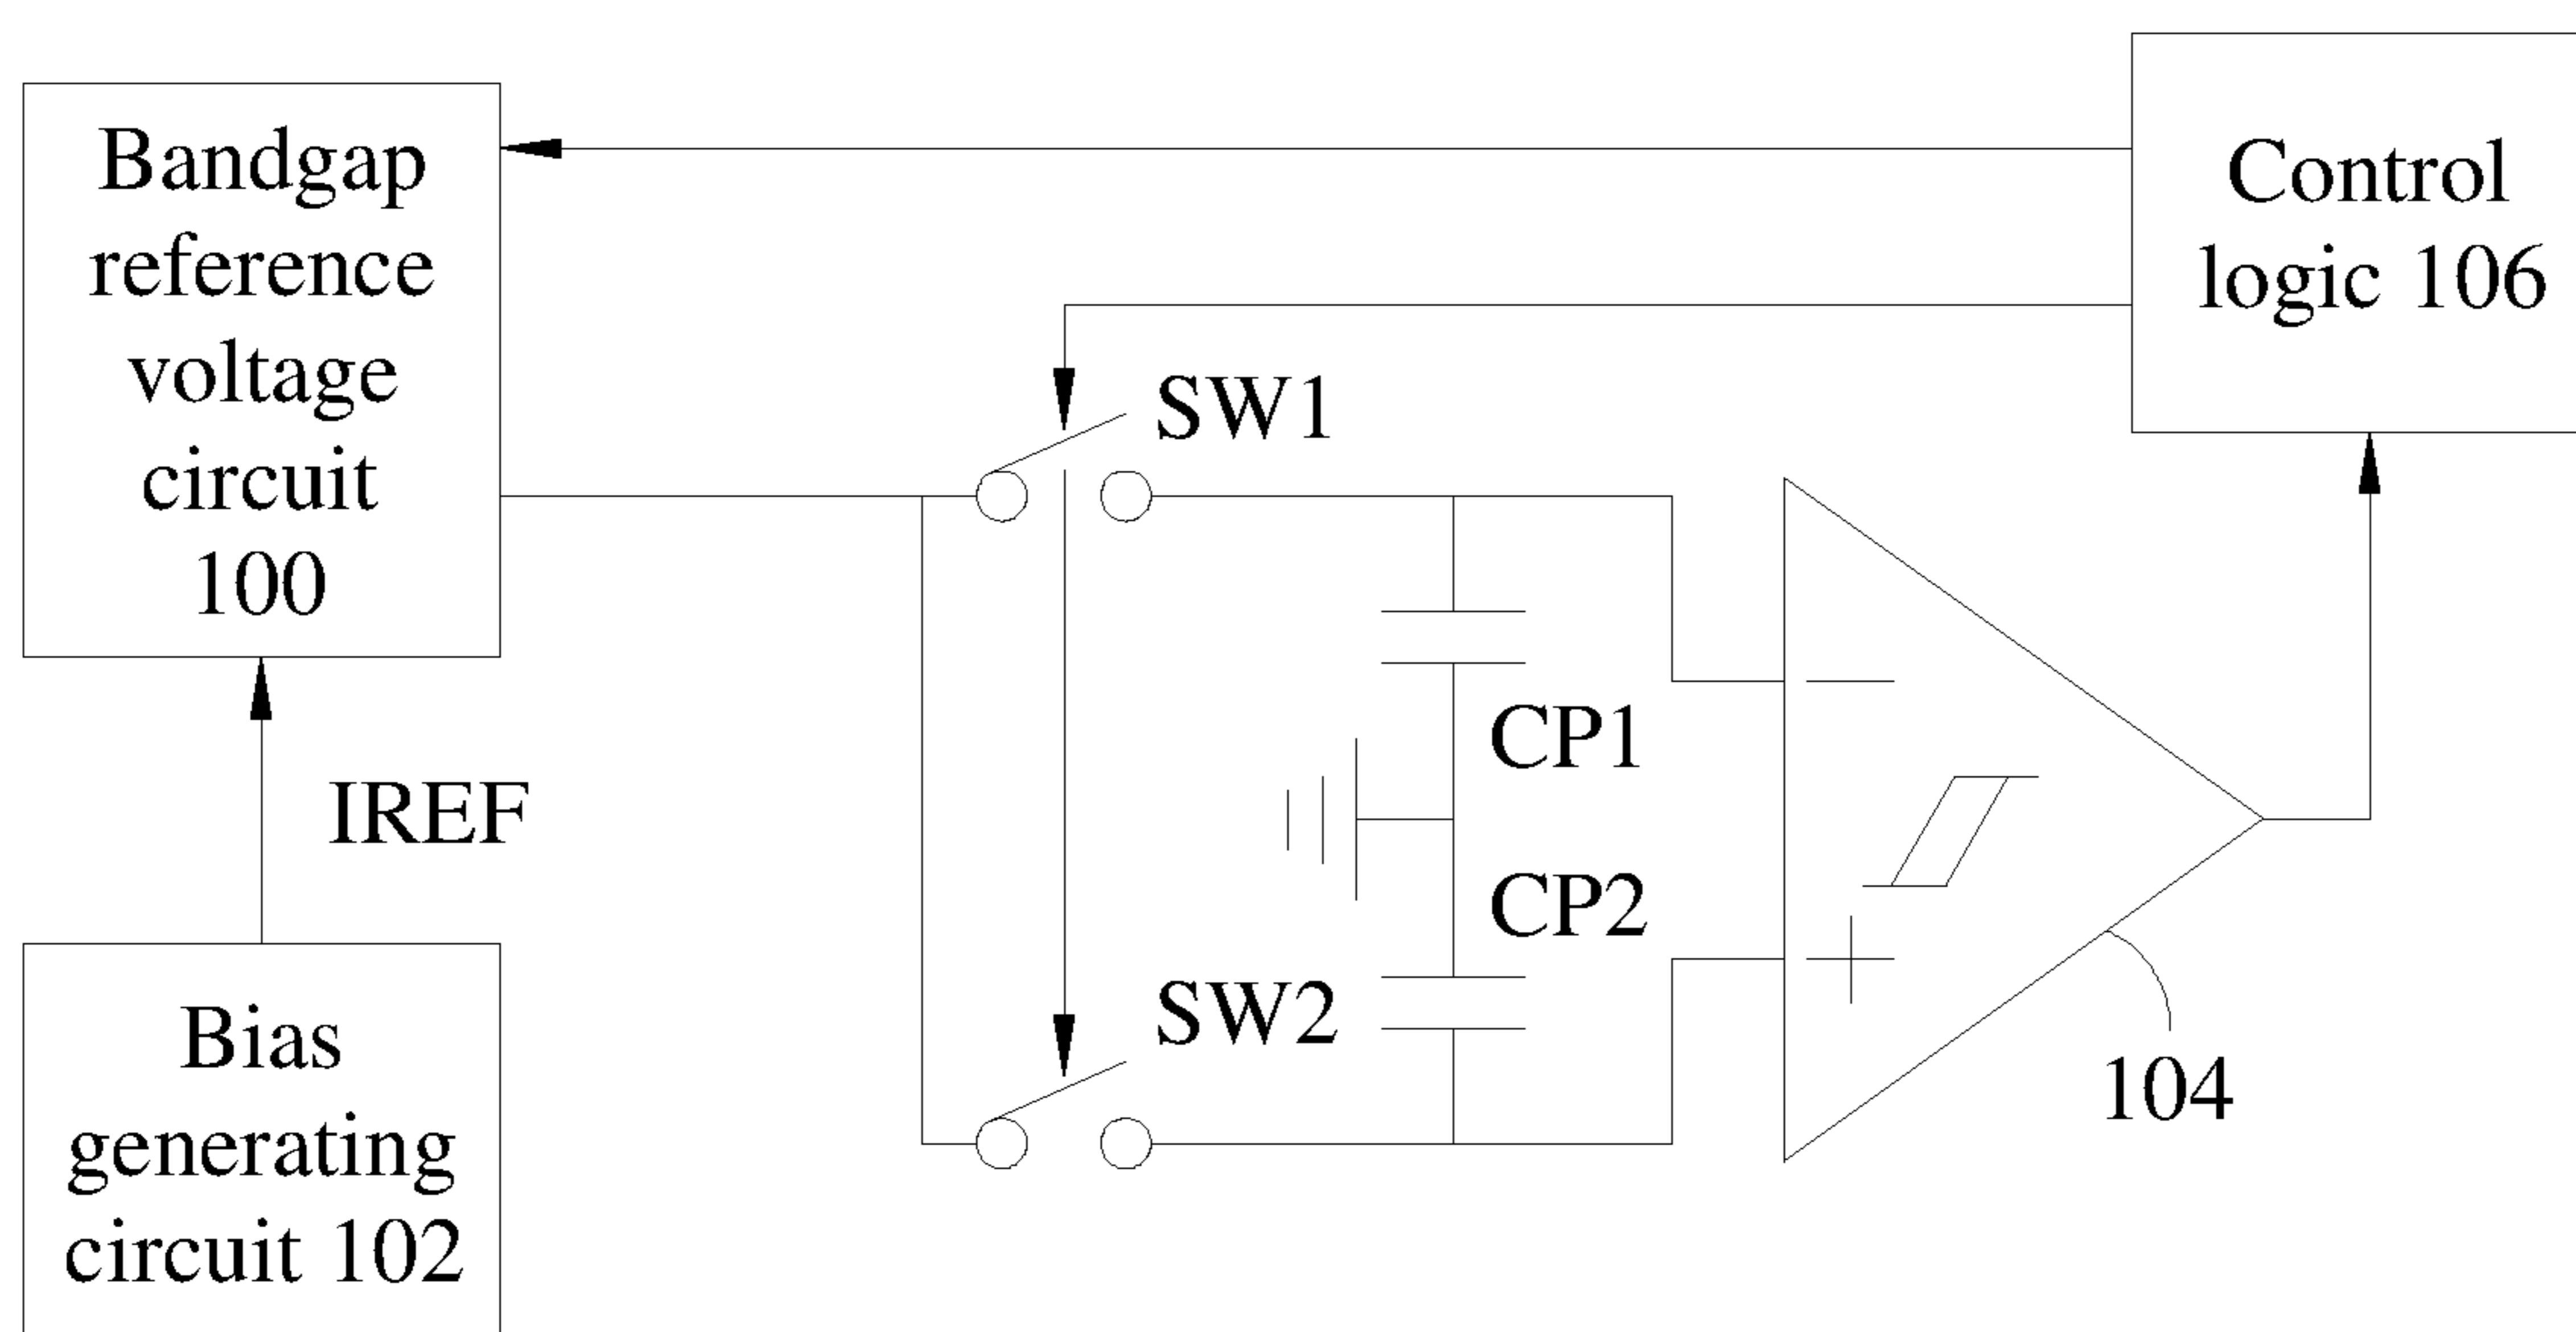 Bandgap
reference
voltage
circuit
100
Control
logic 106
SW1
CP1
IREF
CP2
SW2
104
Bias
generating
circuit 102